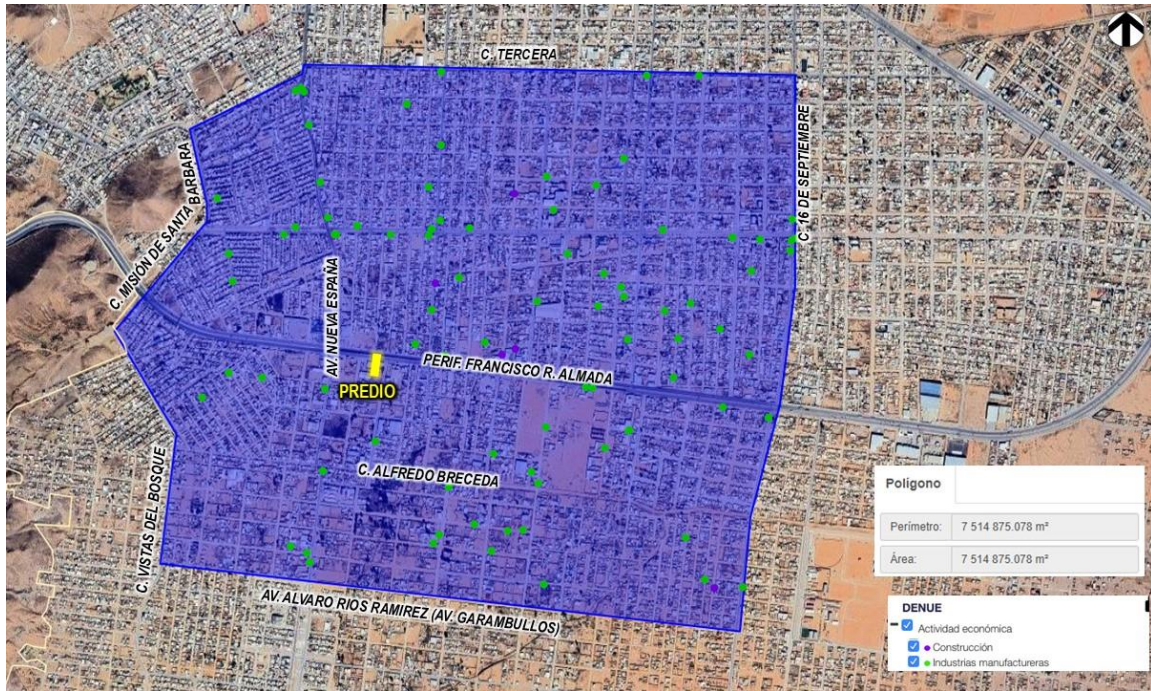 C. TERCERA
C. 16 DE SEPTIEMBRE
C. MISIÓN DE SANTA BARBARA
AV. NUEVA ESPAÑA
PERIF. FRANCISCO R. ALMADA
PREDIO
C. ALFREDO BRECEDA
C. VISTAS DEL BOSQUE
AV. ALVARO RIOS RAMIREZ (AV. GARAMBULLOS)
Polígono
Perímetro: 7 514 875.078 m²
Área: 7 514 875.078 m²
DENUE
Actividad económica
Construcción
Industrias manufactureras